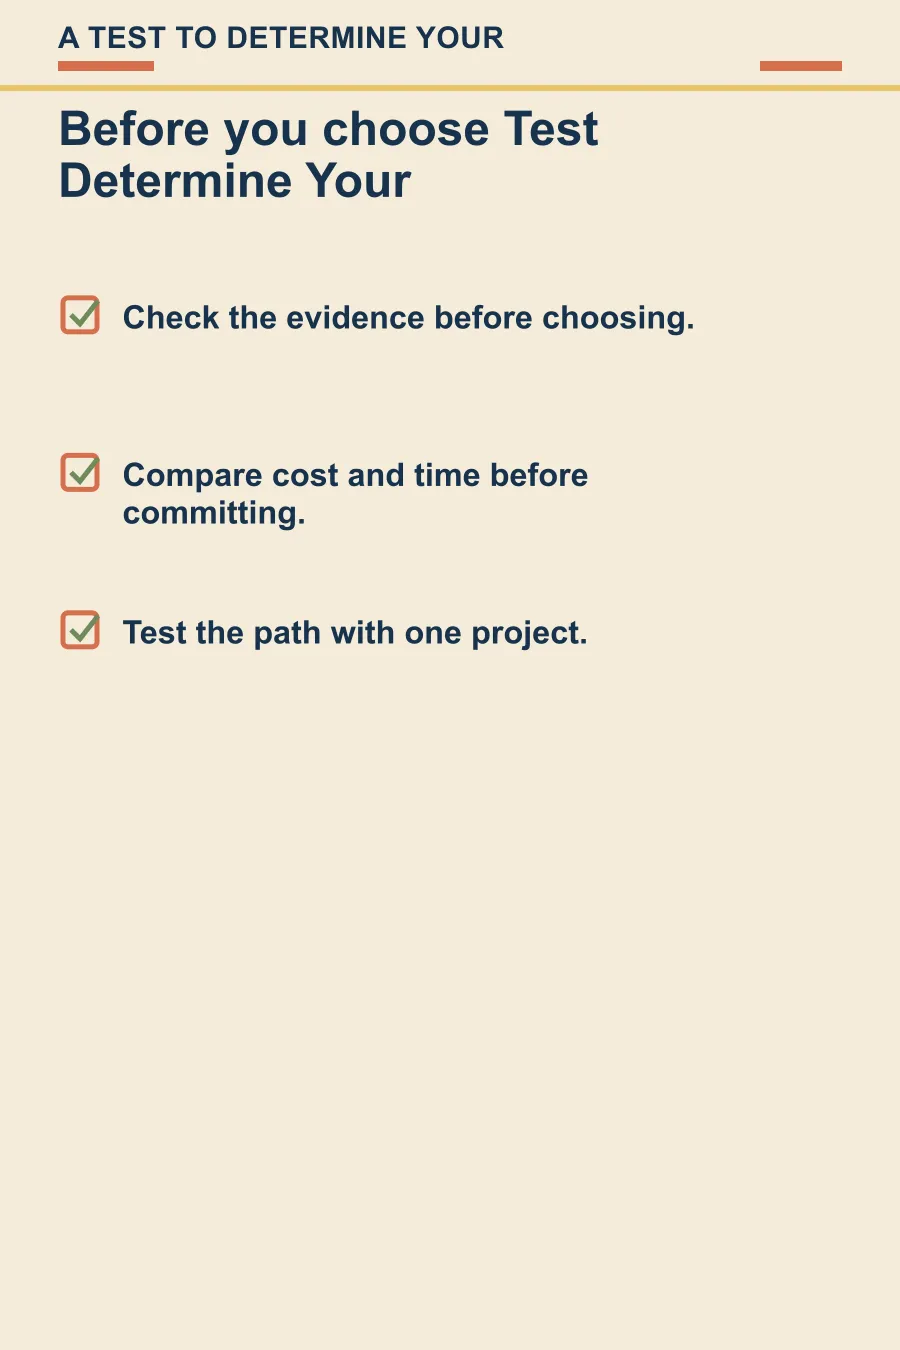 A TEST TO DETERMINE YOUR
Before you choose Test
Determine Your
Check the evidence before choosing.
Compare cost and time before
committing.
Test the path with one project.